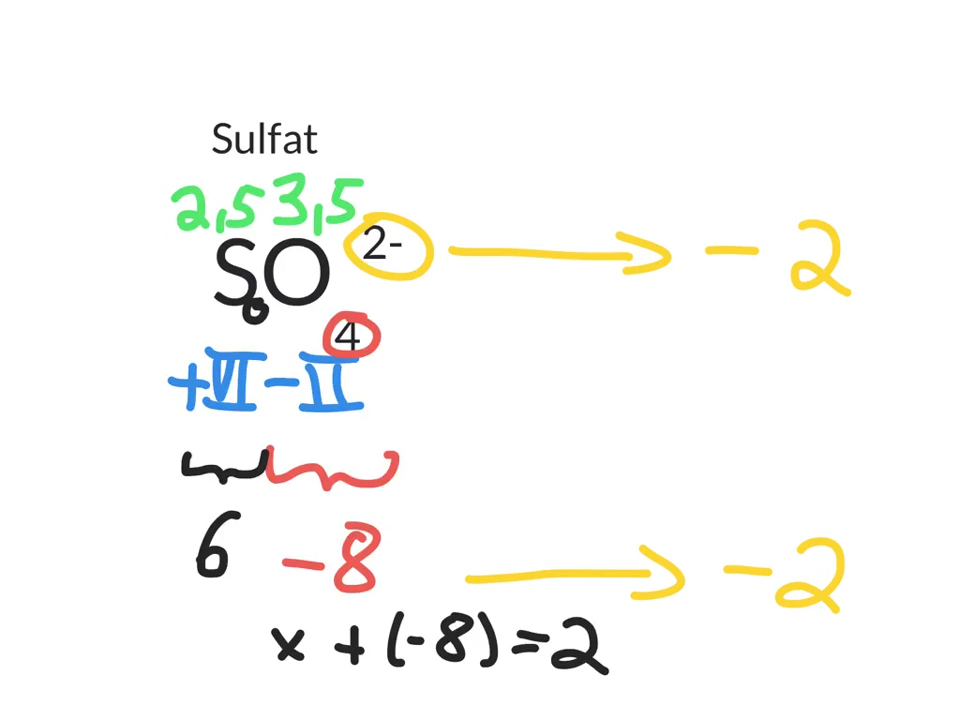 Sulfat
2,5 3,5
SO 2- → - 2
4
+VI -II
6 -8 → -2
x + (-8) = 2